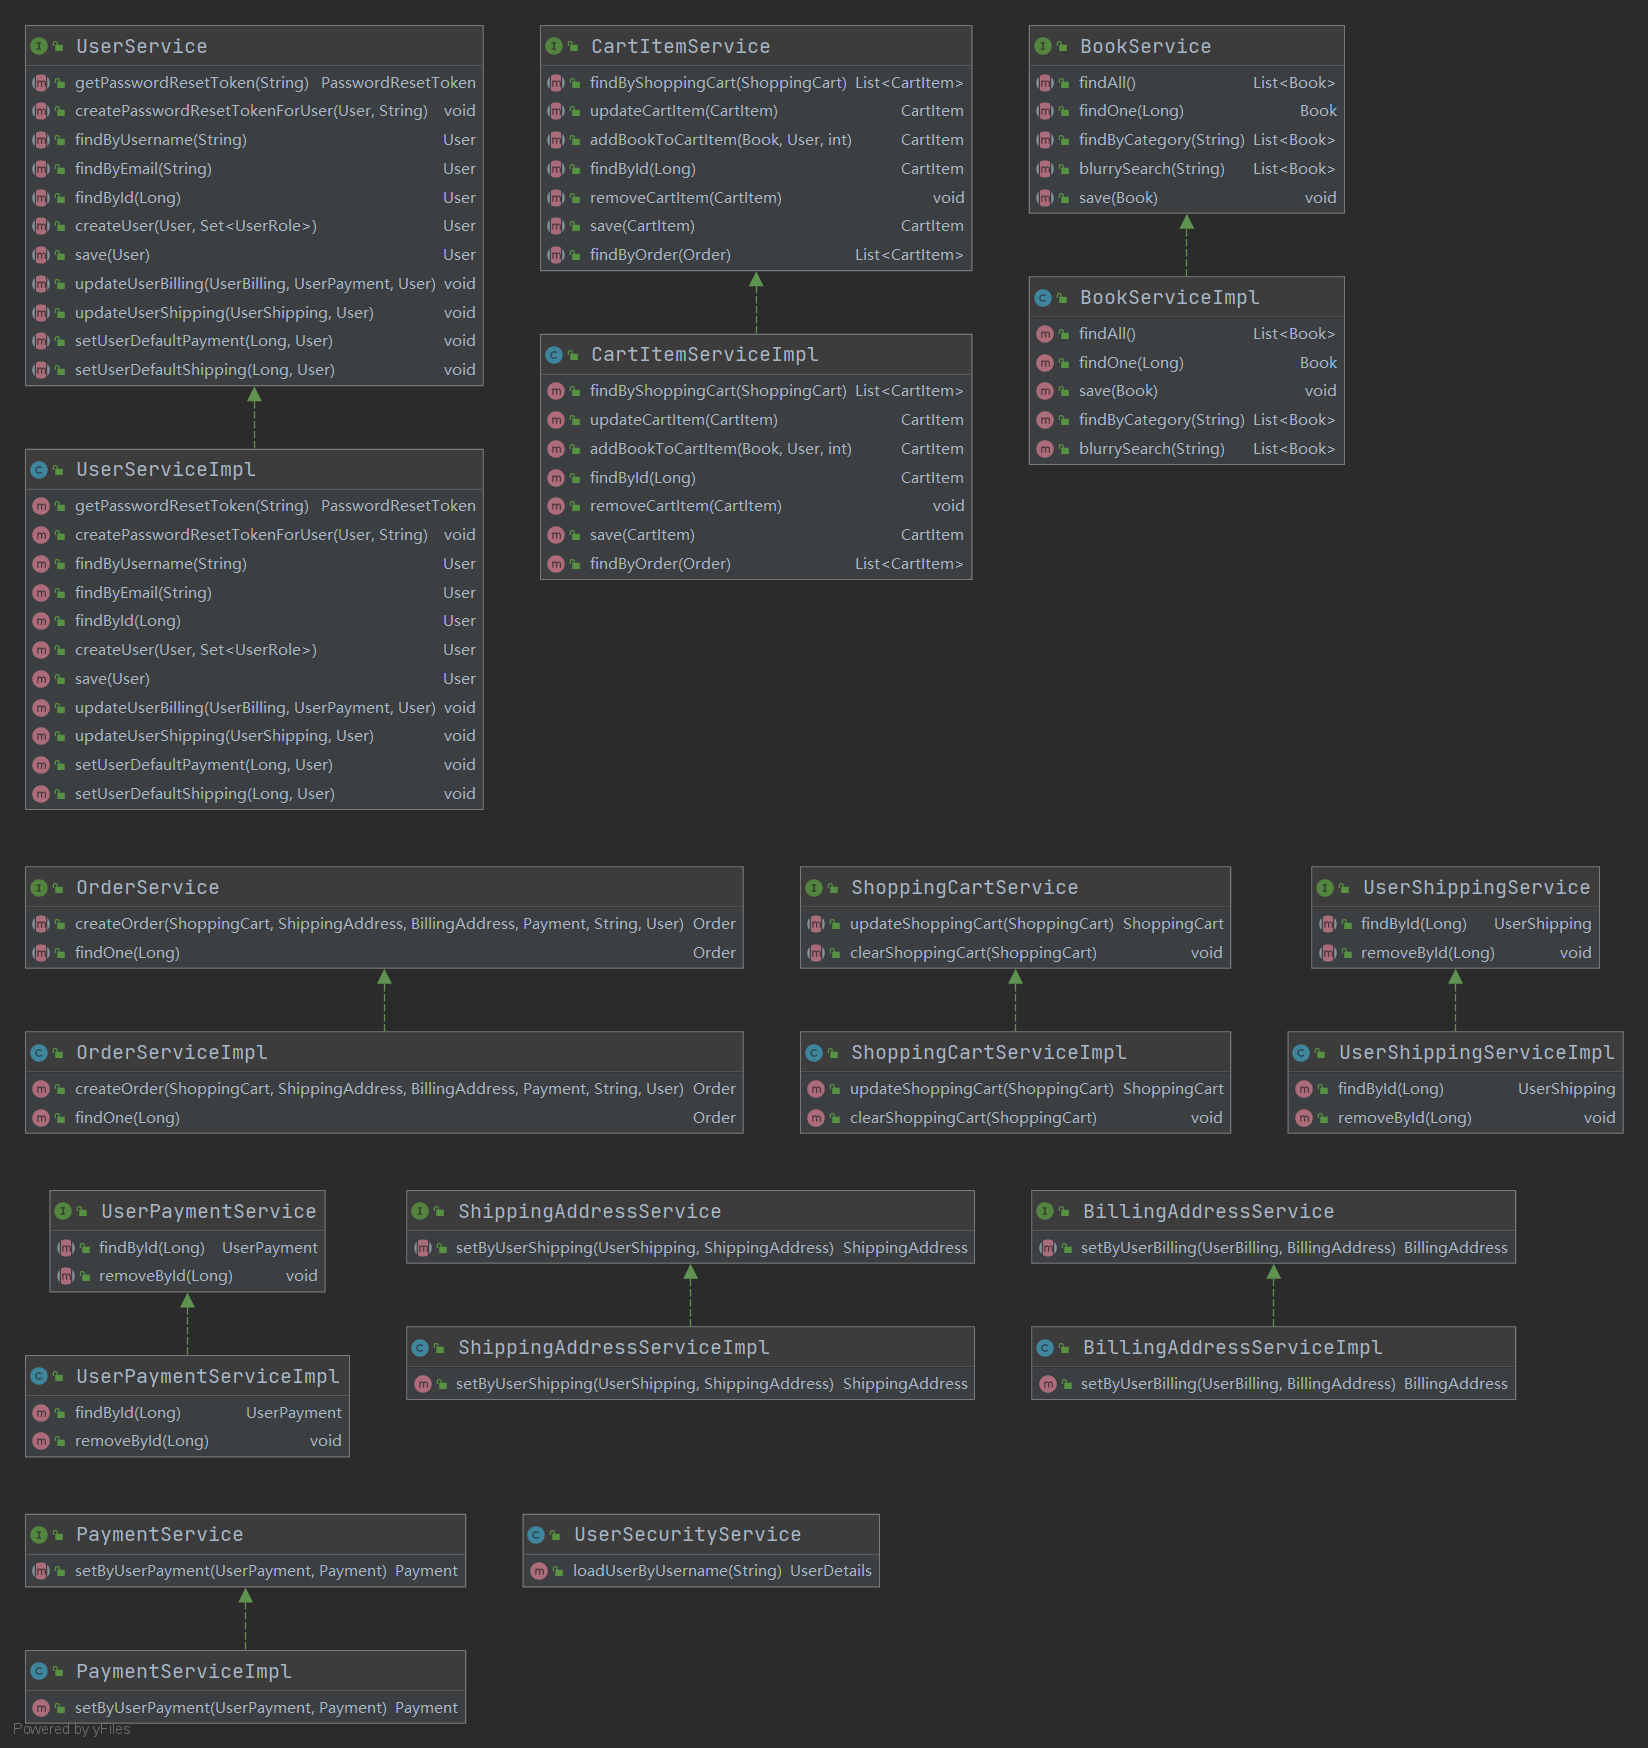 UserService
getPasswordResetToken(String) PasswordResetToken
createPasswordResetTokenForUser(User, String) void
findByUsername(String) User
findByEmail(String) User
findById(Long) User
createUser(User, Set<UserRole>) User
save(User) User
updateUserBilling(UserBilling, UserPayment, User) void
updateUserShipping(UserShipping, User) void
setUserDefaultPayment(Long, User) void
setUserDefaultShipping(Long, User) void
UserServiceImpl
getPasswordResetToken(String) PasswordResetToken
createPasswordResetTokenForUser(User, String) void
findByUsername(String) User
findByEmail(String) User
findById(Long) User
createUser(User, Set<UserRole>) User
save(User) User
updateUserBilling(UserBilling, UserPayment, User) void
updateUserShipping(UserShipping, User) void
setUserDefaultPayment(Long, User) void
setUserDefaultShipping(Long, User) void
CartItemService
findByShoppingCart(ShoppingCart) List<CartItem>
updateCartItem(CartItem) CartItem
addBookToCartItem(Book, User, int) CartItem
findById(Long) CartItem
removeCartItem(CartItem) void
save(CartItem) CartItem
findByOrder(Order) List<CartItem>
CartItemServiceImpl
findByShoppingCart(ShoppingCart) List<CartItem>
updateCartItem(CartItem) CartItem
addBookToCartItem(Book, User, int) CartItem
findById(Long) CartItem
removeCartItem(CartItem) void
save(CartItem) CartItem
findByOrder(Order) List<CartItem>
BookService
findAll() List<Book>
findOne(Long) Book
findByCategory(String) List<Book>
blurrySearch(String) List<Book>
save(Book) void
BookServiceImpl
findAll() List<Book>
findOne(Long) Book
save(Book) void
findByCategory(String) List<Book>
blurrySearch(String) List<Book>
OrderService
createOrder(ShoppingCart, ShippingAddress, BillingAddress, Payment, String, User) Order
findOne(Long) Order
OrderServiceImpl
createOrder(ShoppingCart, ShippingAddress, BillingAddress, Payment, String, User) Order
findOne(Long) Order
ShoppingCartService
updateShoppingCart(ShoppingCart) ShoppingCart
clearShoppingCart(ShoppingCart) void
ShoppingCartServiceImpl
updateShoppingCart(ShoppingCart) ShoppingCart
clearShoppingCart(ShoppingCart) void
UserShippingService
findById(Long) UserShipping
removeById(Long) void
UserShippingServiceImpl
findById(Long) UserShipping
removeById(Long) void
UserPaymentService
findById(Long) UserPayment
removeById(Long) void
UserPaymentServiceImpl
findById(Long) UserPayment
removeById(Long) void
ShippingAddressService
setByUserShipping(UserShipping, ShippingAddress) ShippingAddress
ShippingAddressServiceImpl
setByUserShipping(UserShipping, ShippingAddress) ShippingAddress
BillingAddressService
setByUserBilling(UserBilling, BillingAddress) BillingAddress
BillingAddressServiceImpl
setByUserBilling(UserBilling, BillingAddress) BillingAddress
PaymentService
setByUserPayment(UserPayment, Payment) Payment
PaymentServiceImpl
setByUserPayment(UserPayment, Payment) Payment
UserSecurityService
loadUserByUsername(String) UserDetails
Powered by yFiles